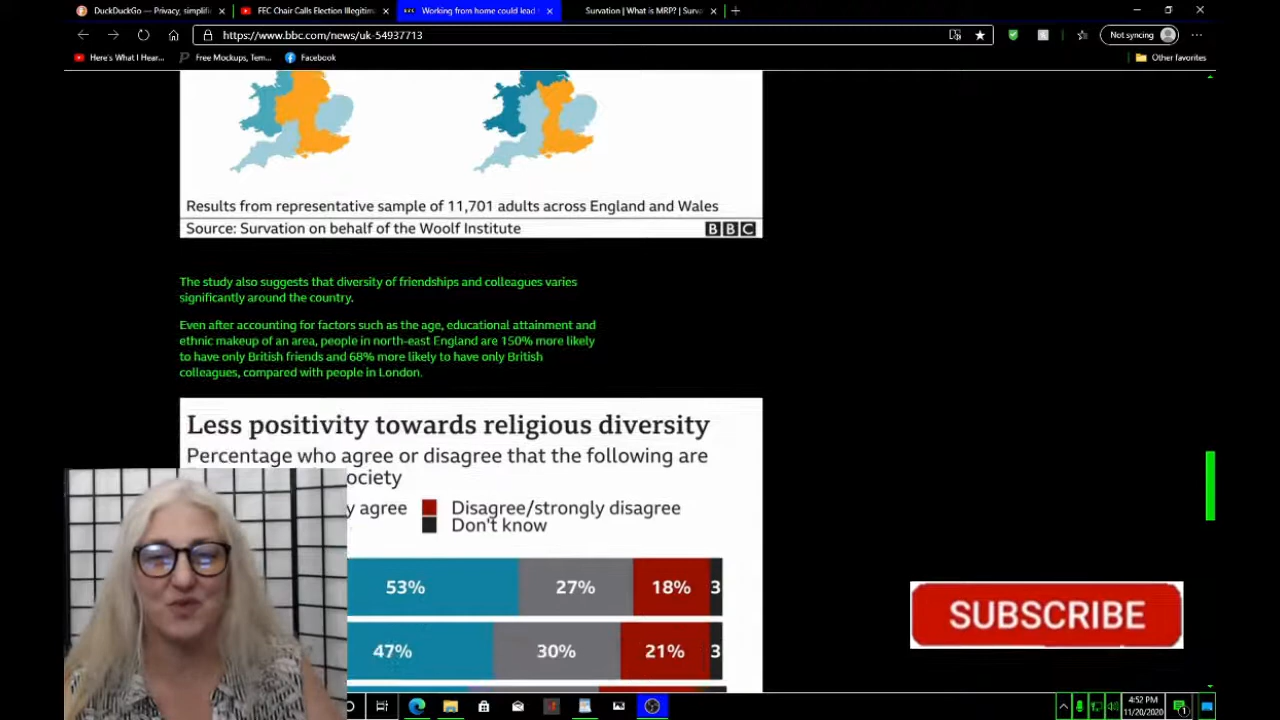 DuckDuckGo — Privacy, simplifi
FEC Chair Calls Election Illegitim
Working from home could lead
Survation | What is MRP? | Surv
https://www.bbc.com/news/uk-54937713
Not syncing
Here's What I Hear...
Free Mockups, Tem...
Facebook
Other favorites
Results from representative sample of 11,701 adults across England and Wales
Source: Survation on behalf of the Woolf Institute
BBC
The study also suggests that diversity of friendships and colleagues varies
significantly around the country.
Even after accounting for factors such as the age, educational attainment and
ethnic makeup of an area, people in north-east England are 150% more likely
to have only British friends and 68% more likely to have only British
colleagues, compared with people in London.
Less positivity towards religious diversity
Percentage who agree or disagree that the following are
ociety
y agree
Disagree/strongly disagree
Don't know
53% 27% 18% 3
47% 30% 21% 3
SUBSCRIBE
4:52 PM
11/20/2020